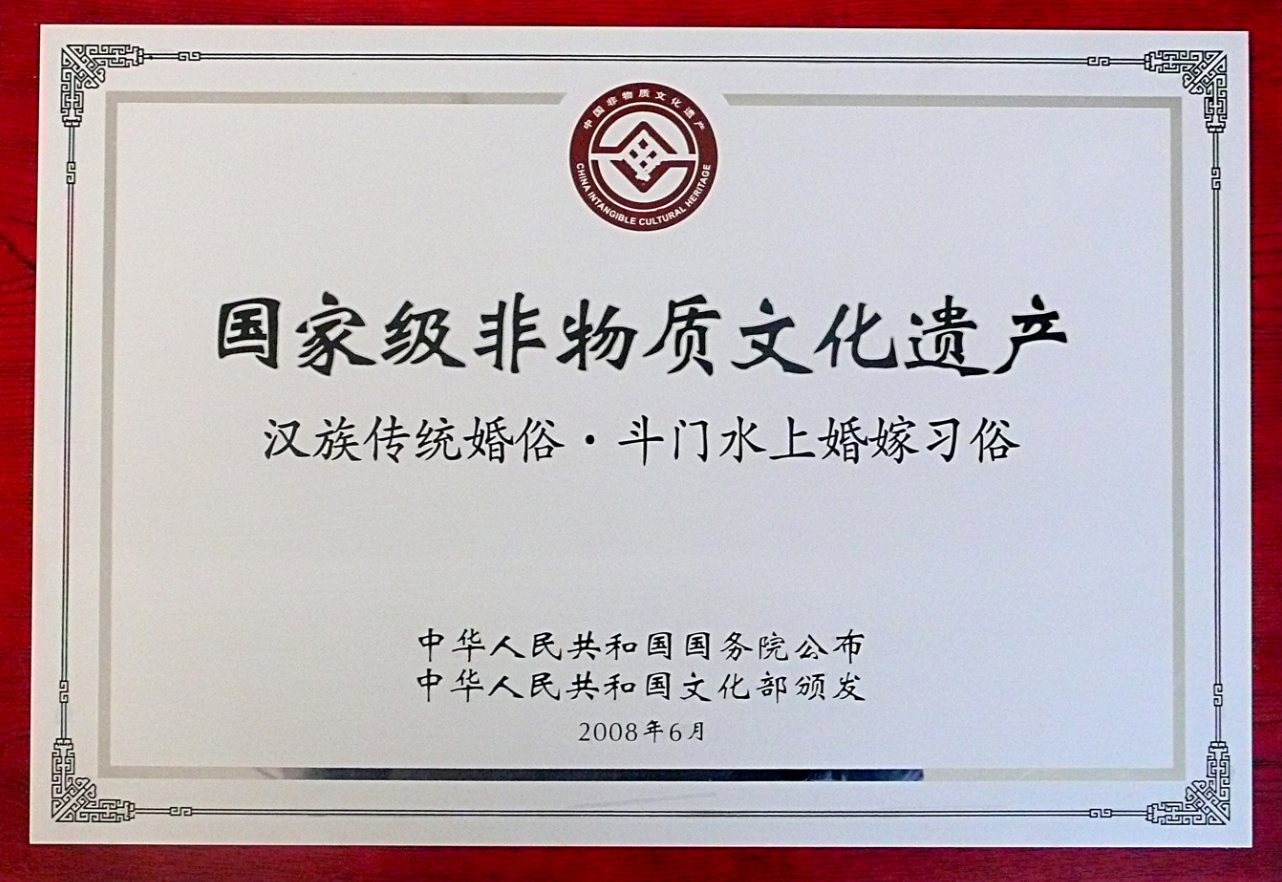 中国非物质文化遗产
CHINA INTANGIBLE CULTURAL HERITAGE
国家级非物质文化遗产
汉族传统婚俗·斗门水上婚嫁习俗
中华人民共和国国务院公布
中华人民共和国文化部颁发
2008年6月